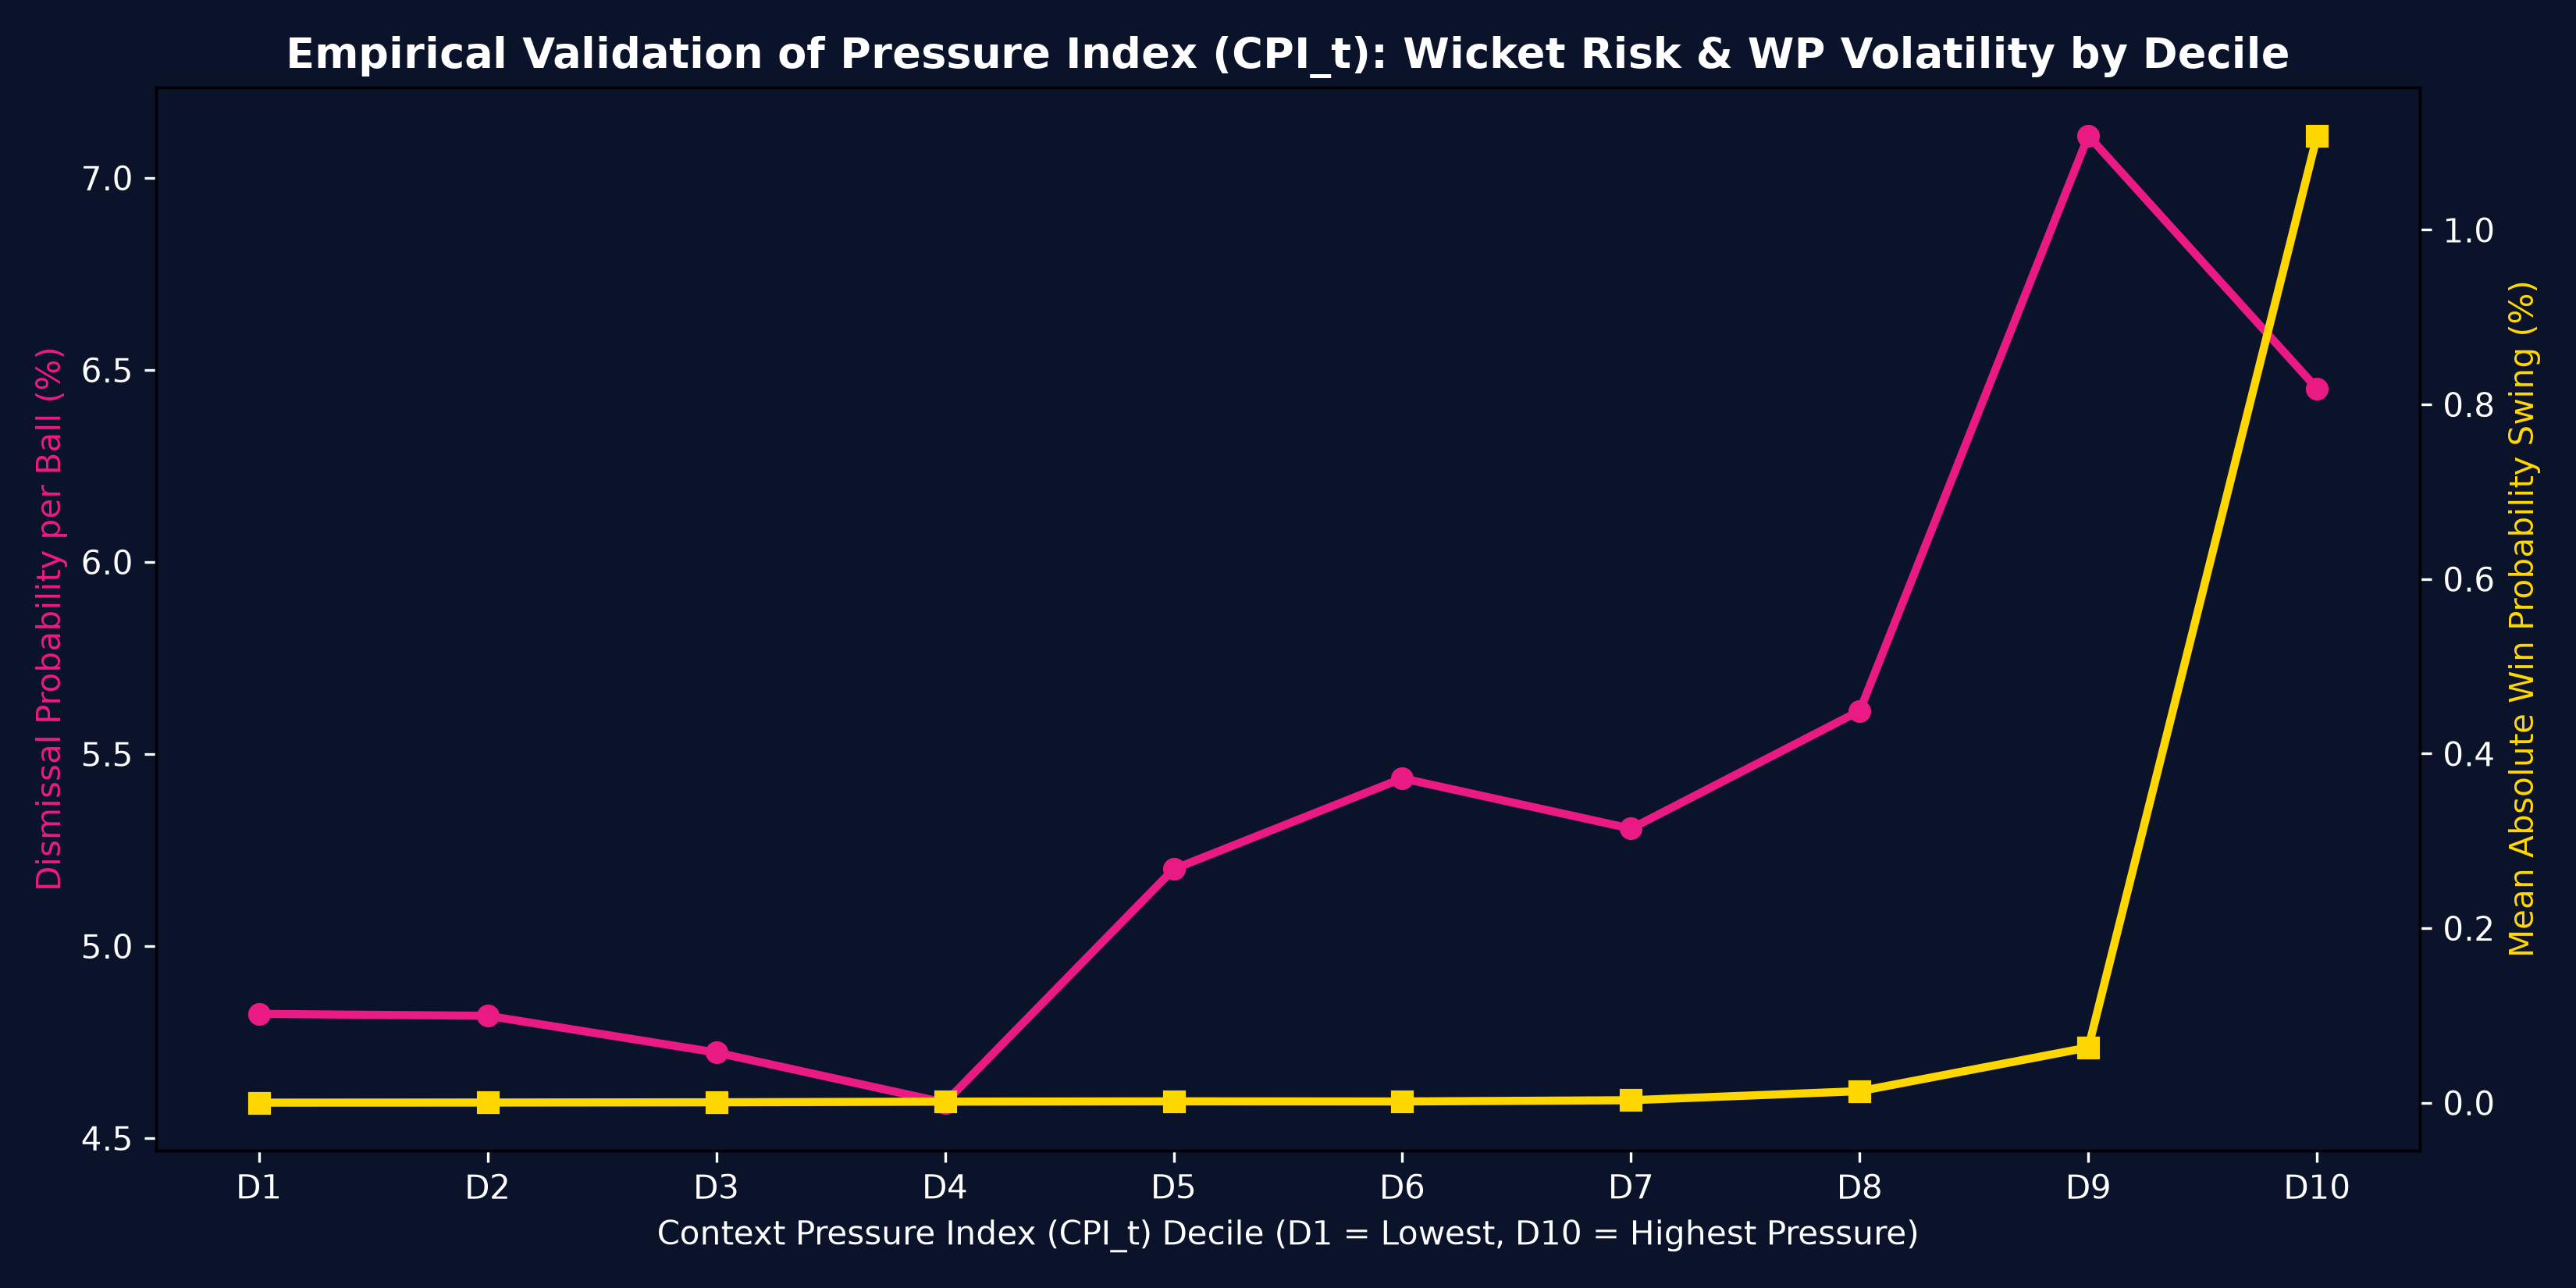 Empirical Validation of Pressure Index (CPI_t): Wicket Risk & WP Volatility by Decile
Dismissal Probability per Ball (%)
7.0
6.5
6.0
5.5
5.0
4.5
1.0
0.8
0.6
0.4
0.2
0.0
Mean Absolute Win Probability Swing (%)
D1 D2 D3 D4 D5 D6 D7 D8 D9 D10
Context Pressure Index (CPI_t) Decile (D1 = Lowest, D10 = Highest Pressure)